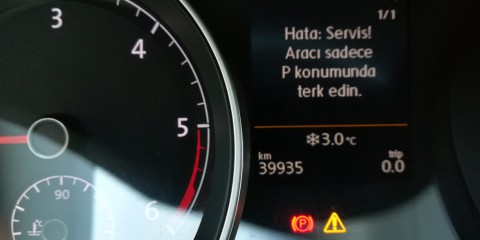 1/1
Hata: Servis!
Aracı sadece
P konumunda
terk edin.
❄3.0°C
km
39935
trip
0.0
3
4
5
6
90
P